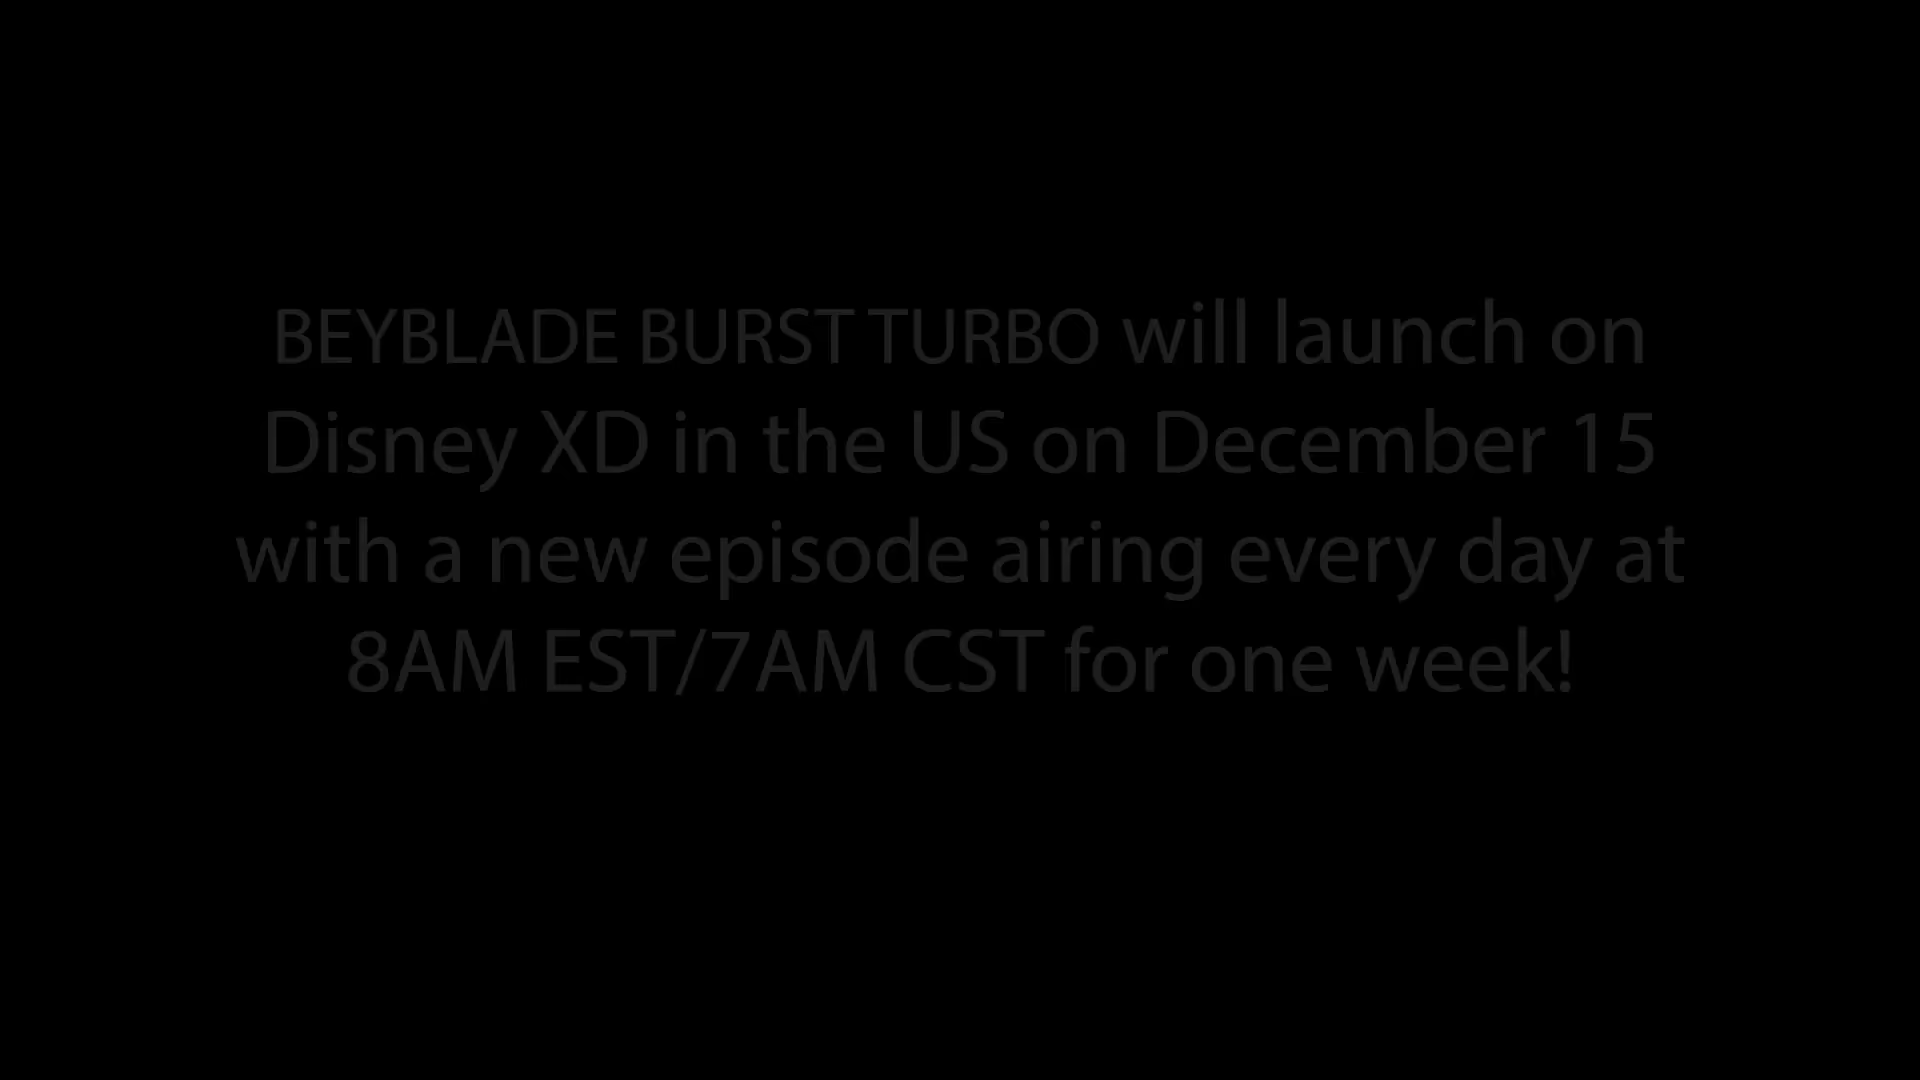 BEYBLADE BURST TURBO will launch on
Disney XD in the US on December 15
with a new episode airing every day at
8AM EST/7AM CST for one week!